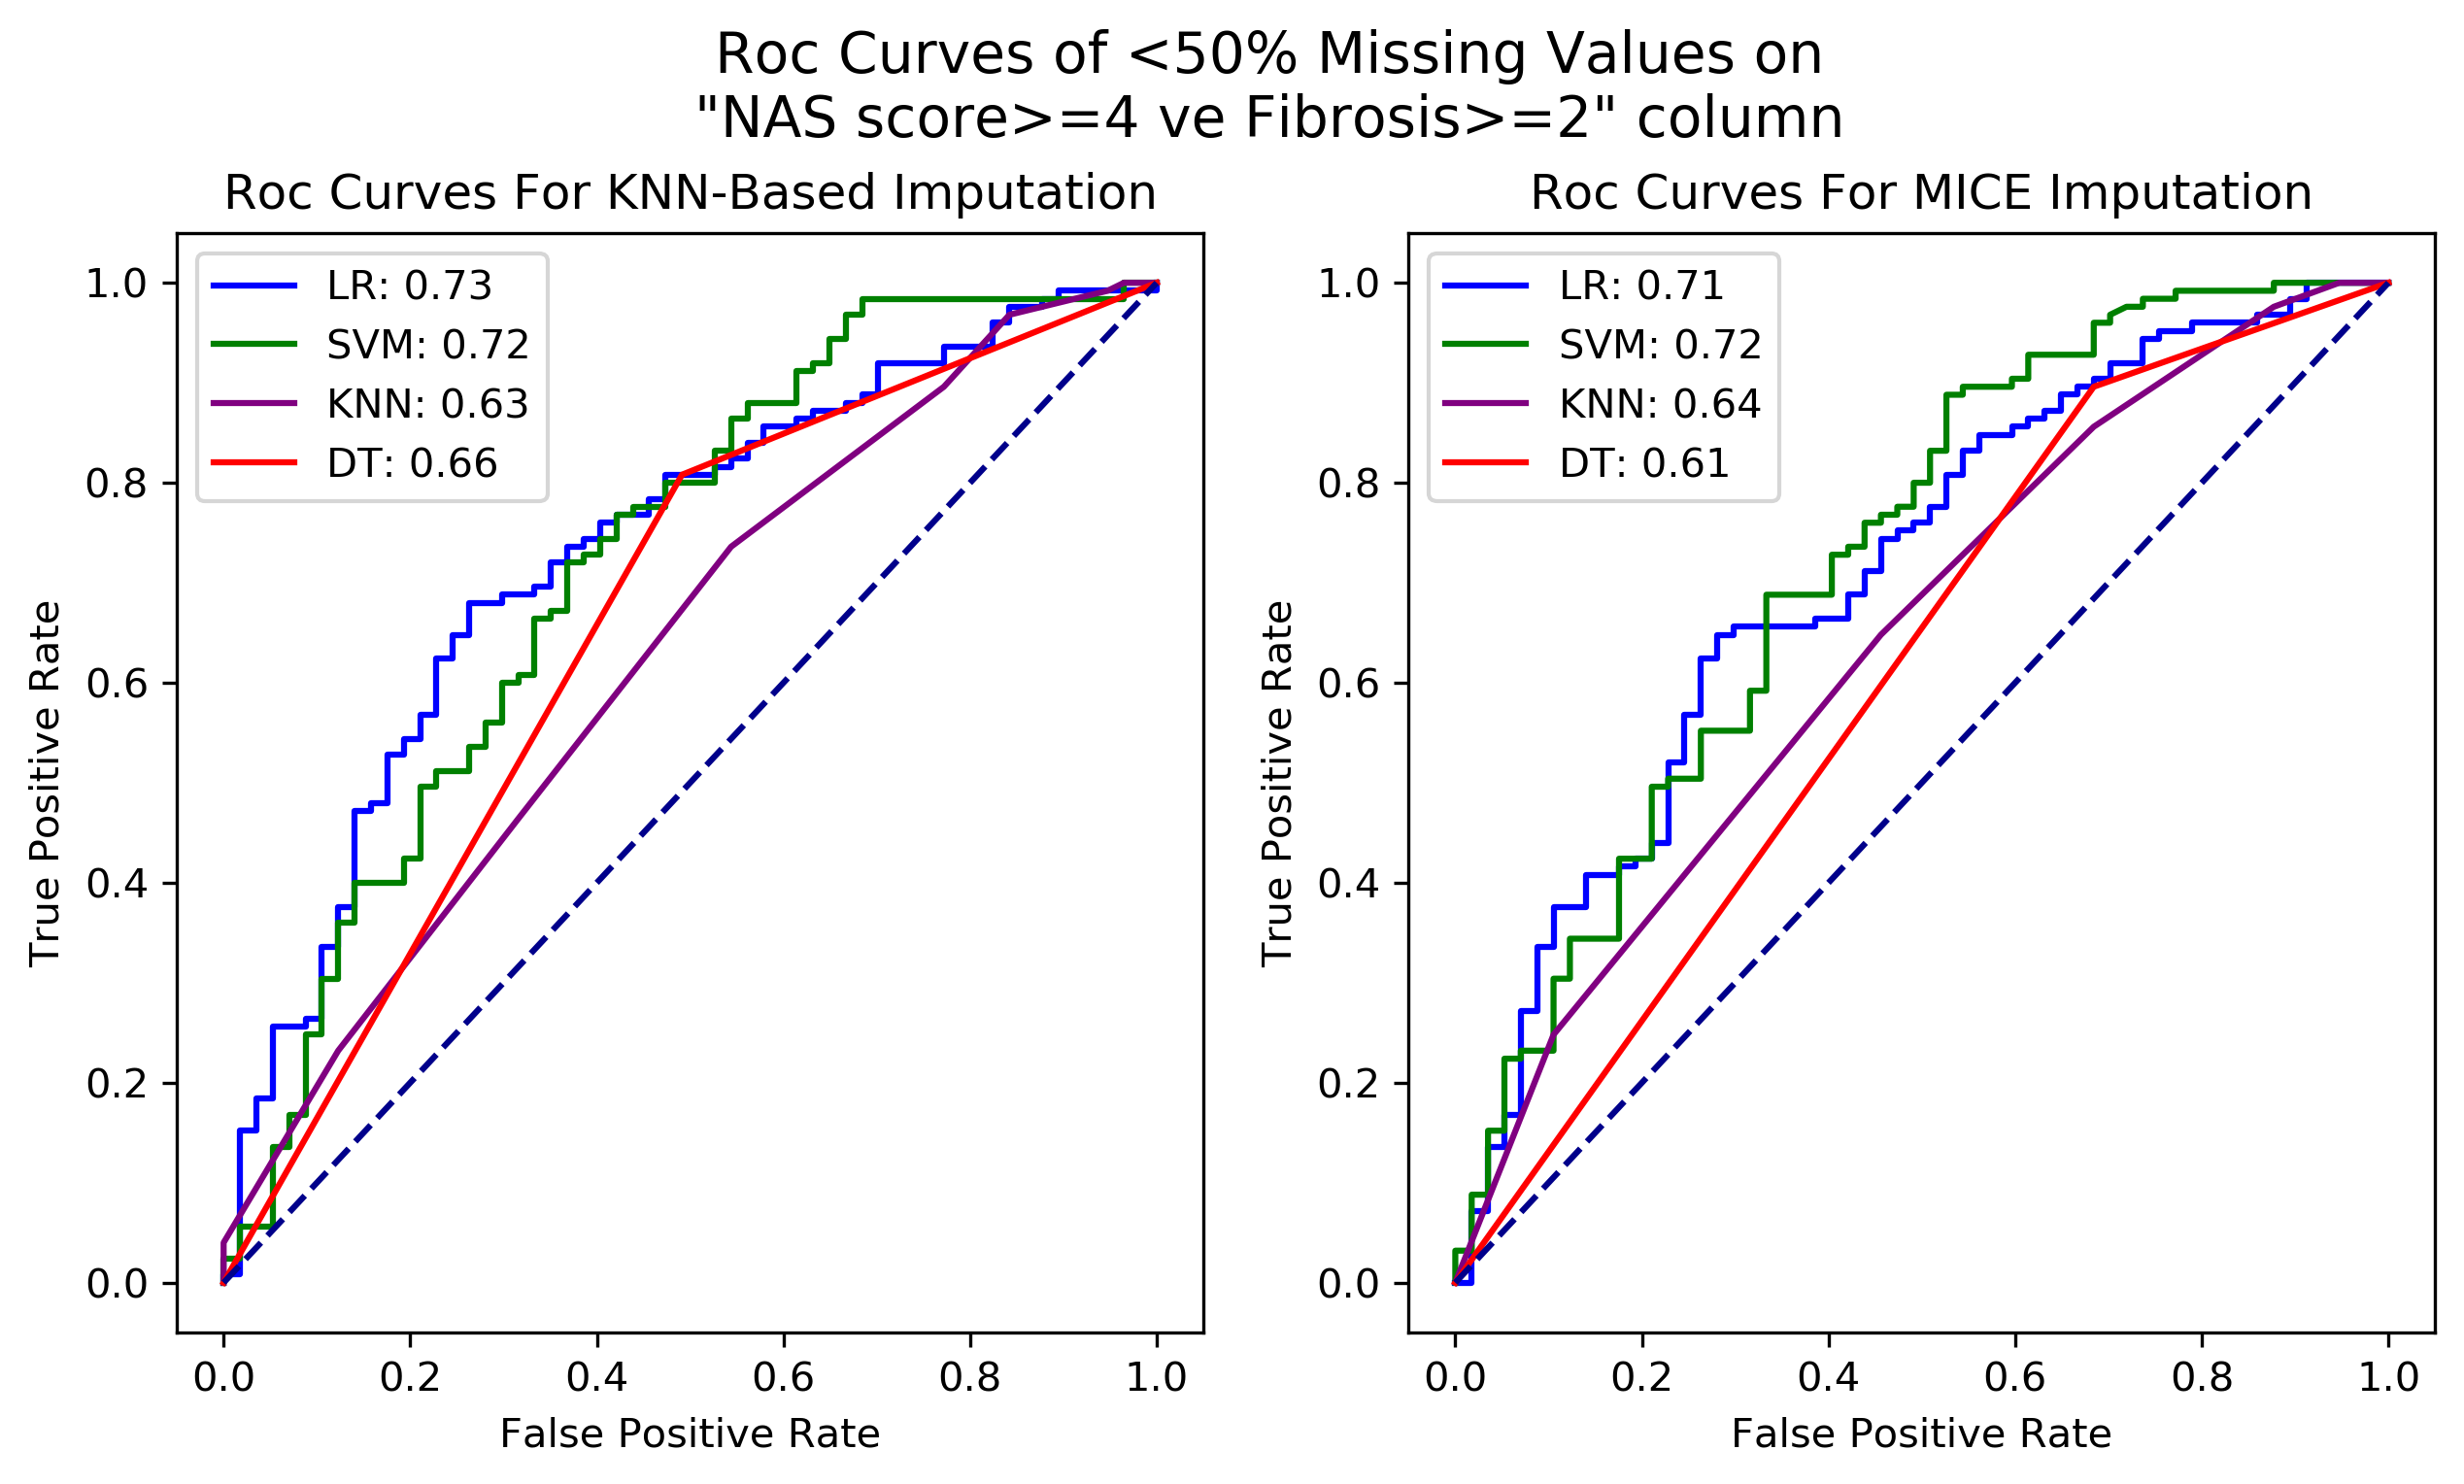 Roc Curves of <50% Missing Values on
"NAS score>=4 ve Fibrosis>=2" column
Roc Curves For KNN-Based Imputation
LR: 0.73
SVM: 0.72
KNN: 0.63
DT: 0.66
1.0
0.8
0.6
0.4
0.2
0.0
True Positive Rate
0.0 0.2 0.4 0.6 0.8 1.0
False Positive Rate
Roc Curves For MICE Imputation
LR: 0.71
SVM: 0.72
KNN: 0.64
DT: 0.61
1.0
0.8
0.6
0.4
0.2
0.0
True Positive Rate
0.0 0.2 0.4 0.6 0.8 1.0
False Positive Rate